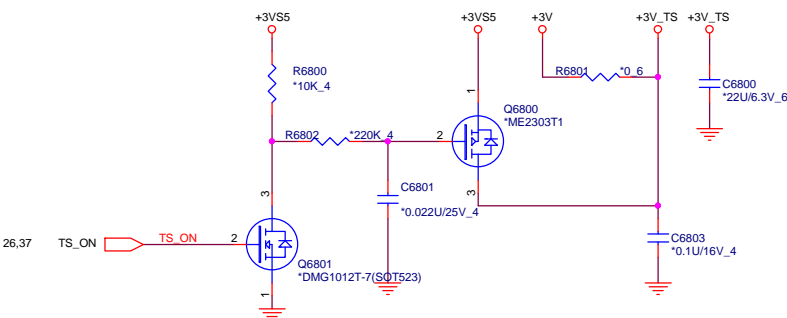 +3VS5 +3VS5 +3V +3V_TS +3V_TS
R6800
*10K_4
R6801 *0_6
C6800
*22U/6.3V_6
1
Q6800
*ME2303T1
R6802 *220K_4
2
3
C6801
*0.022U/25V_4
3
C6803
*0.1U/16V_4
26,37 TS_ON TS_ON 2
Q6801
*DMG1012T-7(SOT523)
1